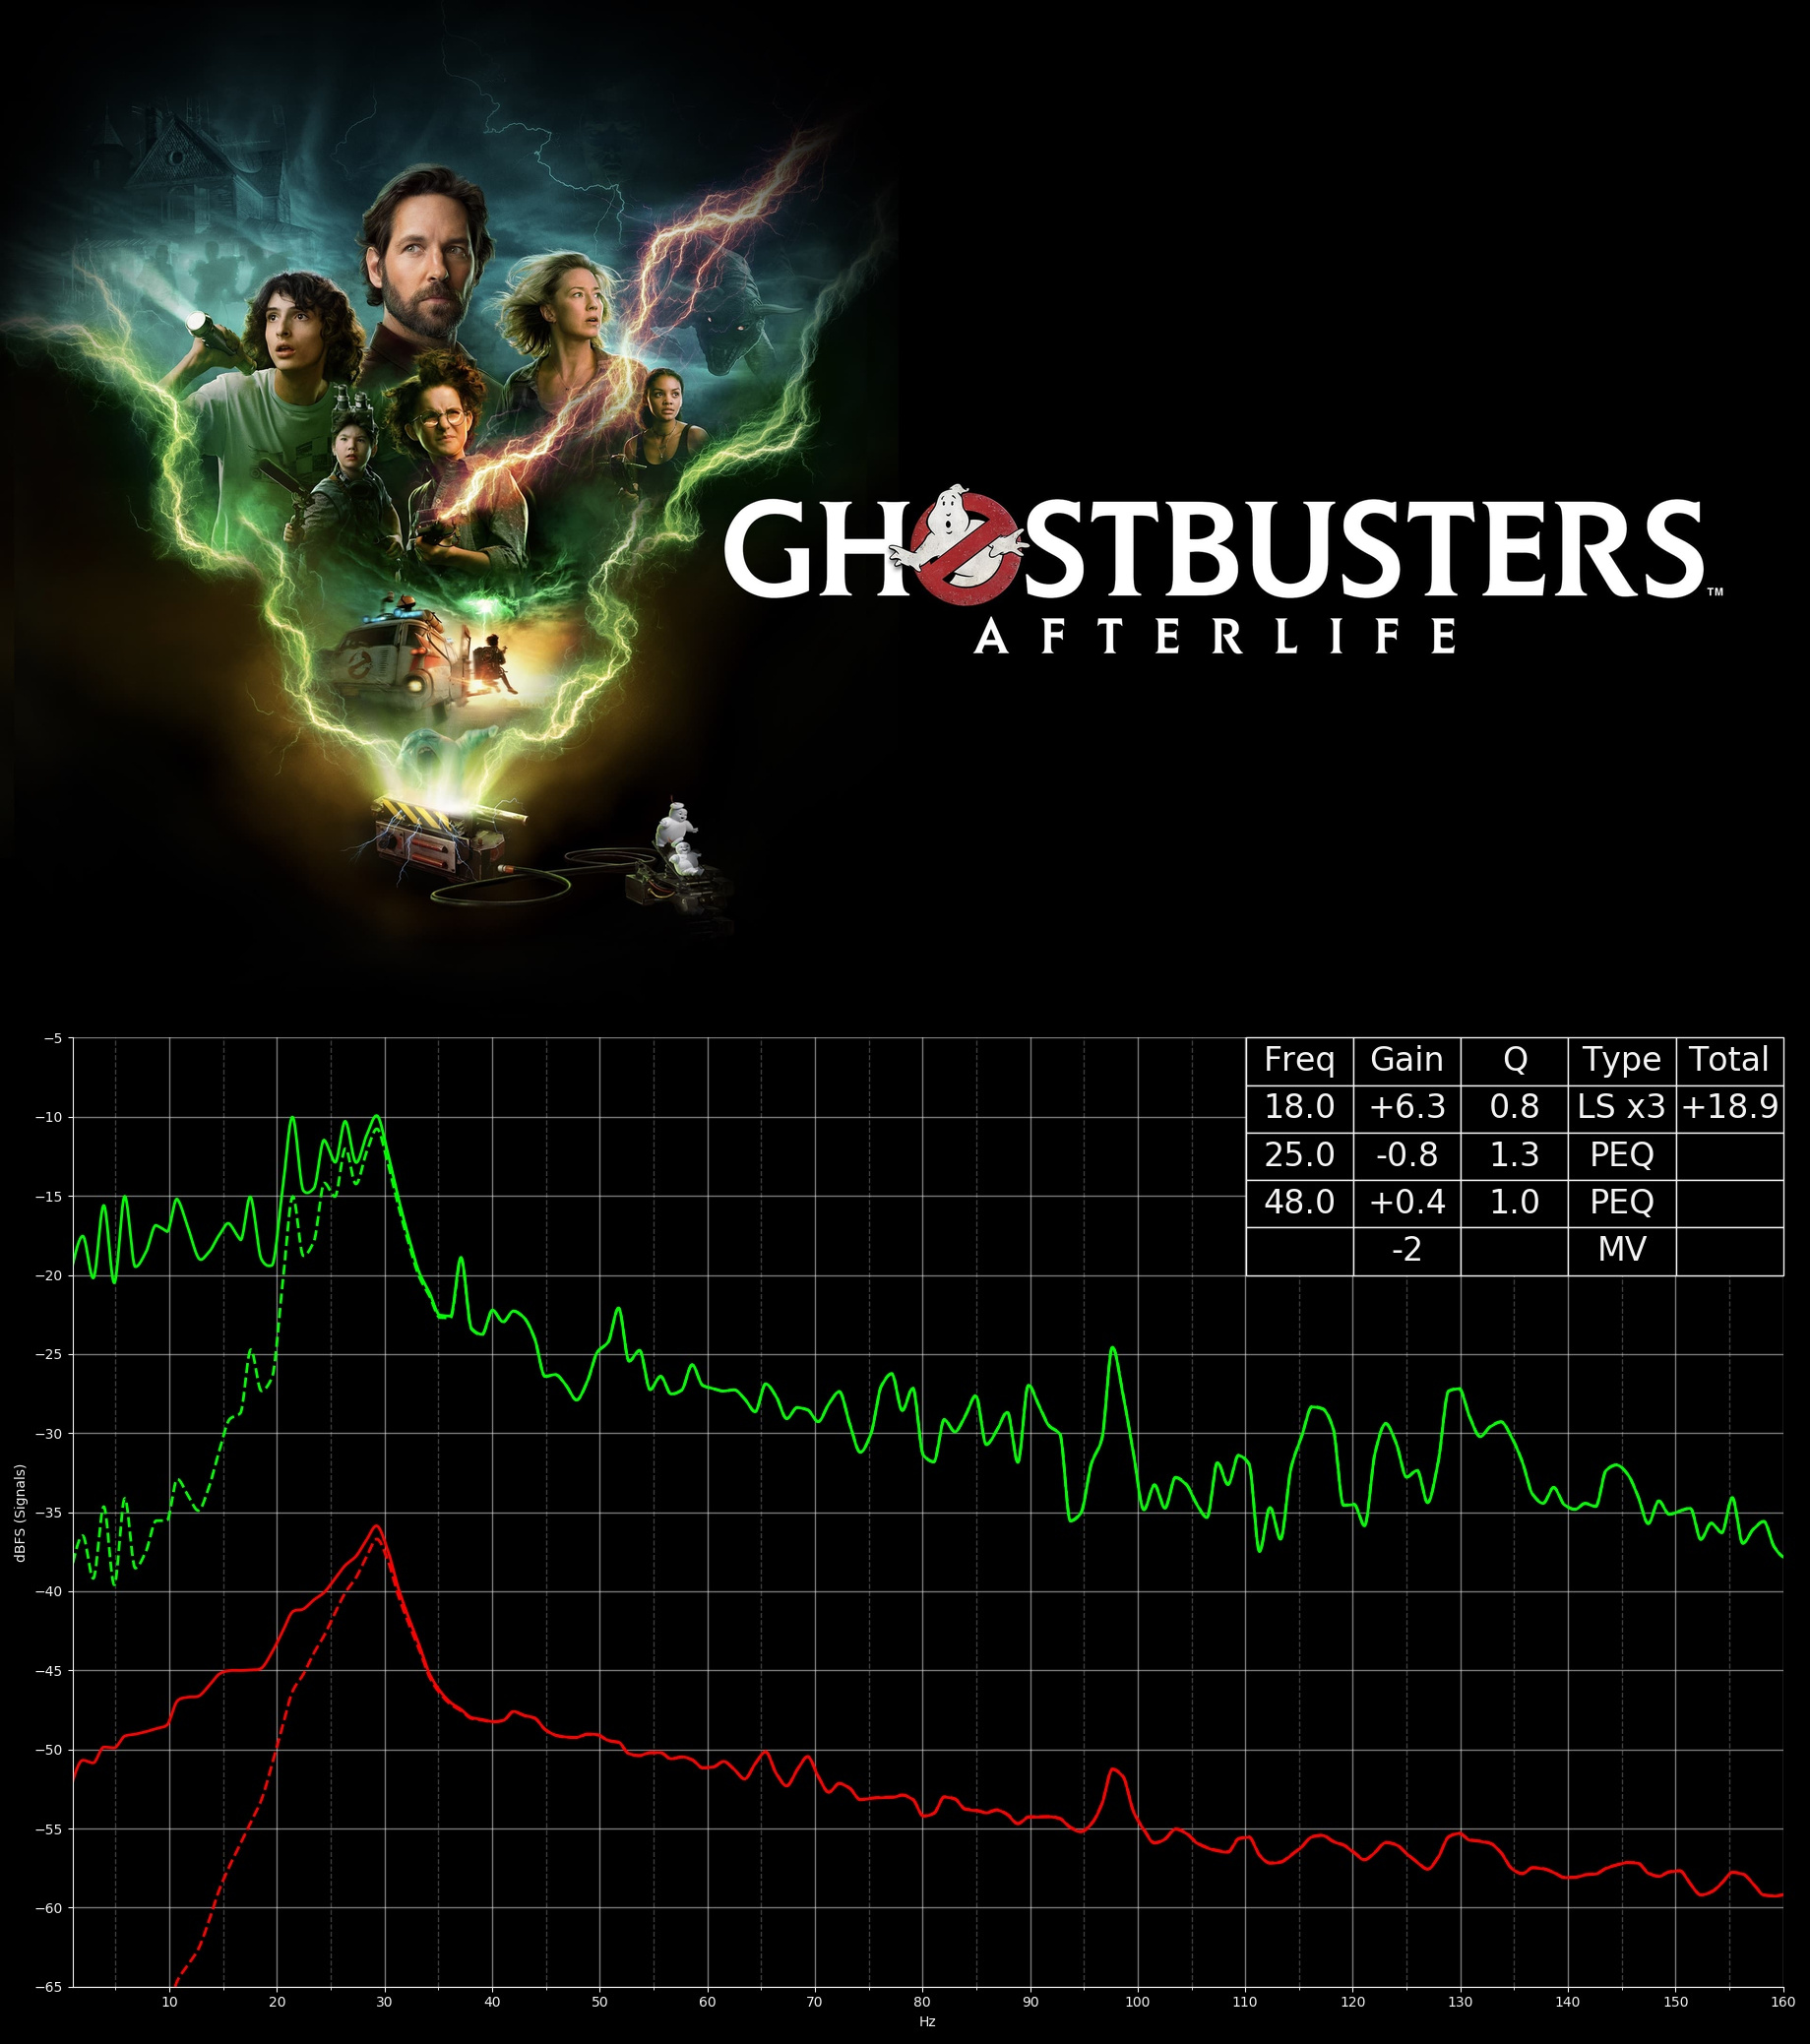 GHOSTBUSTERS™
AFTERLIFE
Freq Gain Q Type Total
18.0 +6.3 0.8 LS x3 +18.9
25.0 -0.8 1.3 PEQ
48.0 +0.4 1.0 PEQ
-2 MV
−5
−10
−15
−20
−25
−30
−35
−40
−45
−50
−55
−60
−65
dBFS (Signals)
10 20 30 40 50 60 70 80 90 100 110 120 130 140 150 160
Hz